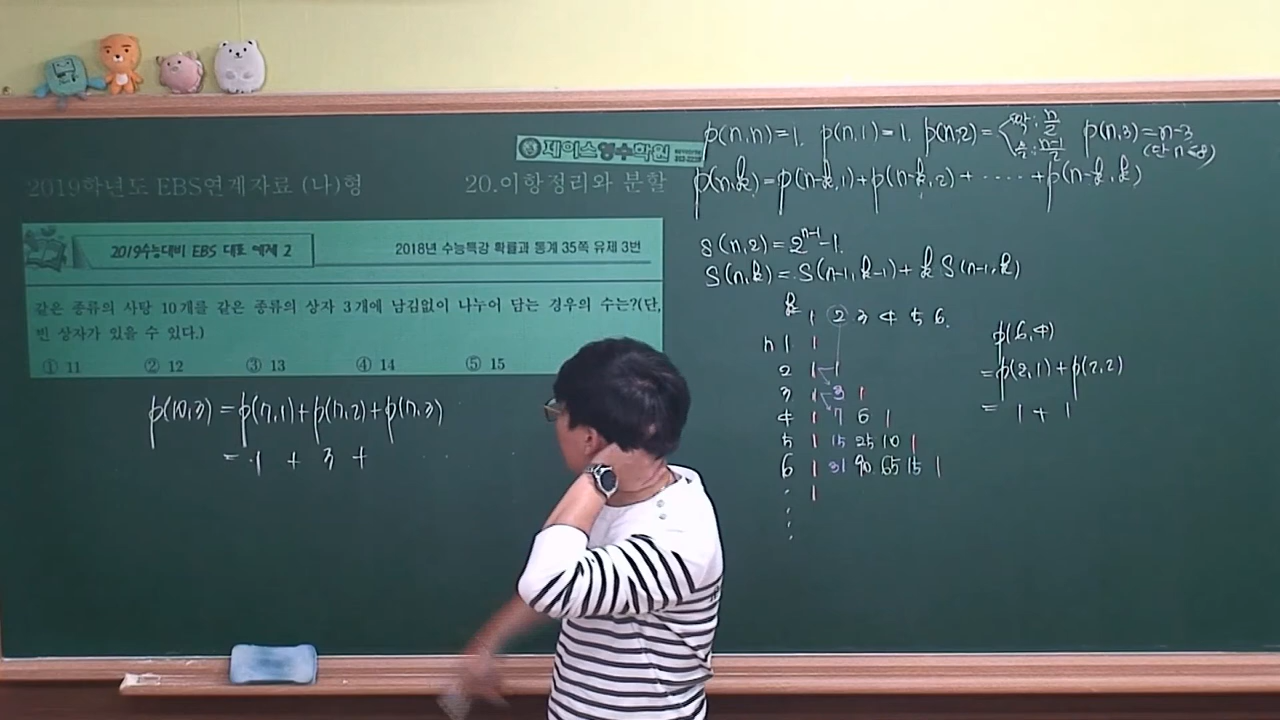 제이스영수학원
2019학년도 EBS연계자료 (나)형 20.이항정리와 분할
2019수능대비 EBS 대표 예제 2 2018년 수능특강 확률과 통계 35쪽 유제 3번
같은 종류의 사탕 10개를 같은 종류의 상자 3개에 남김없이 나누어 담는 경우의 수는?(단,
빈 상자가 있을 수 있다.)
① 11 ② 12 ③ 13 ④ 14 ⑤ 15
p(10,3) = p(7,1)+p(7,2)+p(7,3)
= 1 + 3 +
p(n,n)=1. p(n,1)=1. p(n,2)= 짝: n/2 홀: n-1/2 p(n,3)=n-3
(단 n≤8)
p(n,k)=p(n-k,1)+p(n-k,2)+ ····· +p(n-k,k)
S(n,2)=2^{n-1}-1.
S(n,k)=S(n-1,k-1)+k S(n-1,k)
k 1 2 3 4 5 6
n 1 1
2 1 1
3 1 3 1
4 1 7 6 1
5 1 15 25 10 1
6 1 31 90 65 15 1
1
p(6,4)
=p(2,1)+p(2,2)
= 1 + 1